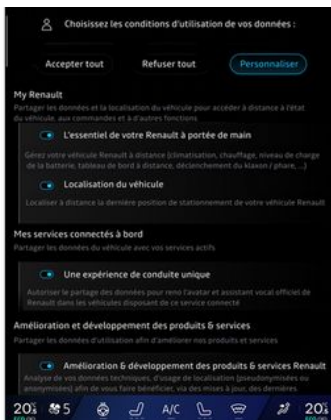 Choisissez les conditions d'utilisation de vos données :
Accepter tout
Refuser tout
Personnaliser
My Renault
Partager les données et la localisation du véhicule pour accéder à distance à l'état
du véhicule, aux commandes et à d'autres fonctions
L'essentiel de votre Renault à portée de main
Gérez votre véhicule Renault à distance (climatisation, chauffage, niveau de charge
de la batterie, tableau de bord à distance, déclenchement du klaxon / phare, ...)
Localisation du véhicule
Localiser à distance la dernière position de stationnement de votre véhicule Renault
Mes services connectés à bord
Partager les données du véhicule avec vos services actifs
Une expérience de conduite unique
Autoriser le partage des données pour reno l'avatar et assistant vocal officiel de
Renault dans les véhicules disposant de ce service connecté
Amélioration et développement des produits & services
Partager les données d'utilisation afin d'améliorer nos produits et services
Amélioration & développement des produits & services Renault
Analyse de vos données techniques, d'usage de localisation (pseudonymisées ou
anonymisées) afin de vous faire bénéficier, via des mises à jour, des dernières
20 5 A/C 20